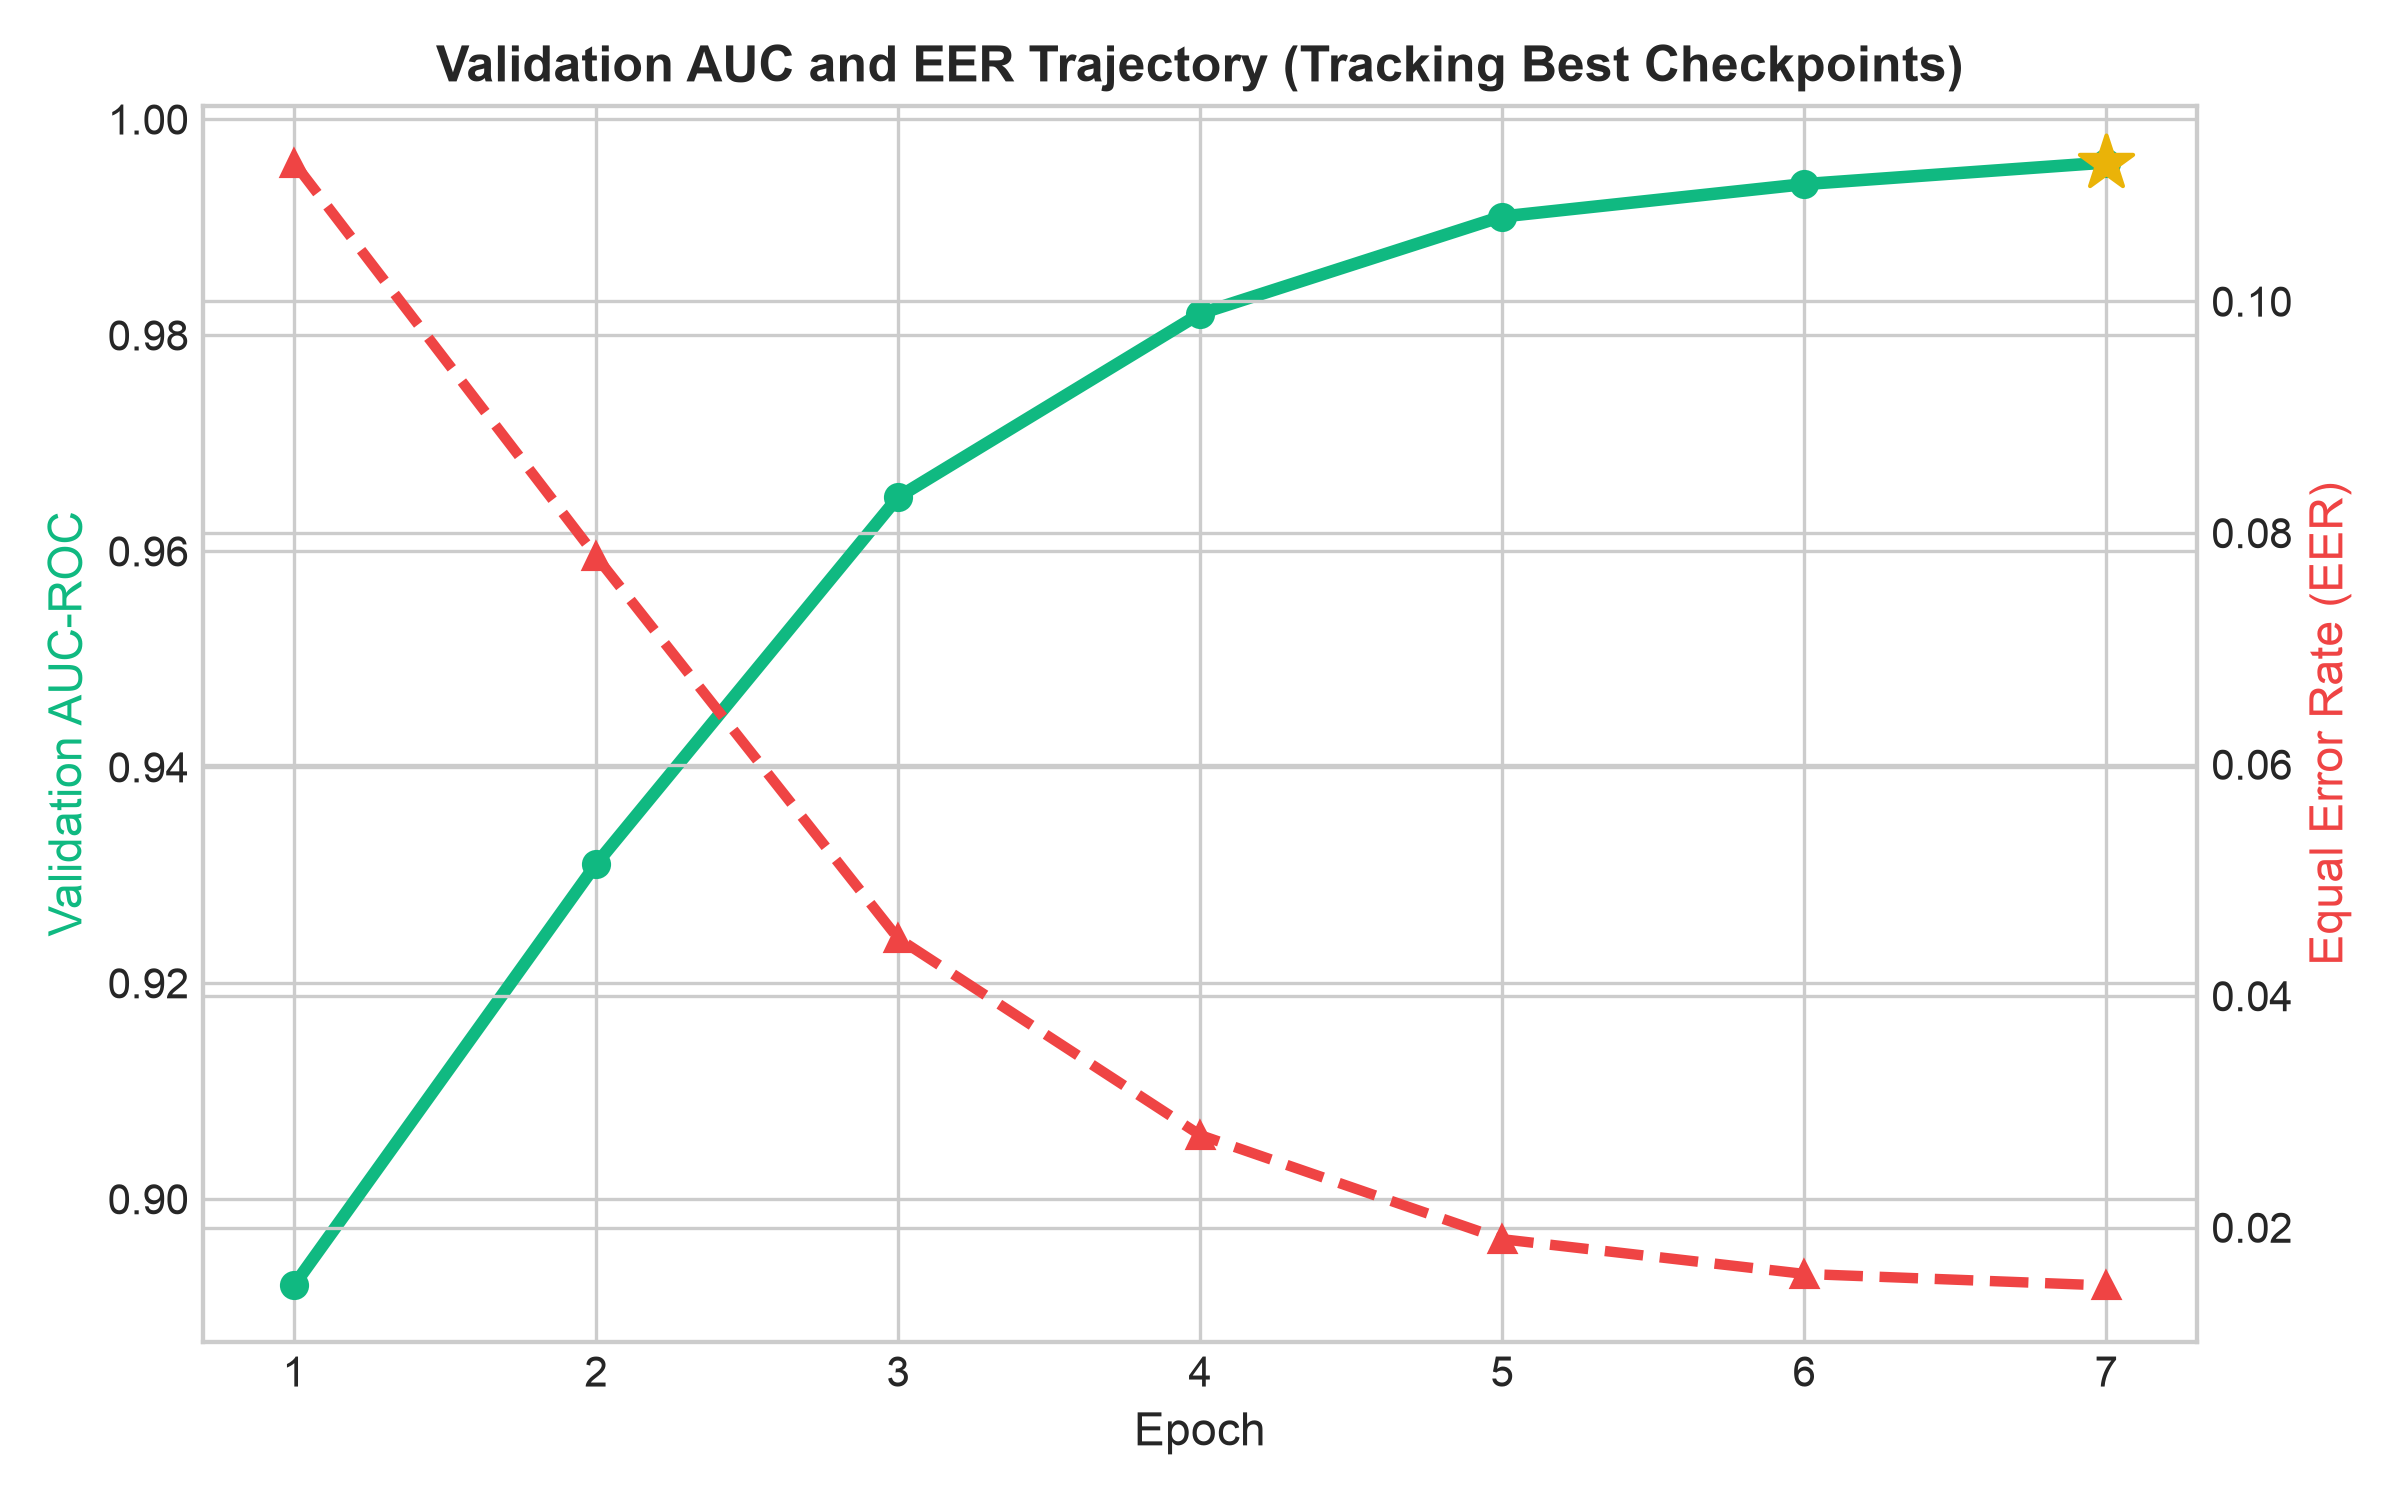 Validation AUC and EER Trajectory (Tracking Best Checkpoints)
Validation AUC-ROC
1.00
0.98
0.96
0.94
0.92
0.90
0.10
0.08
0.06
0.04
0.02
Equal Error Rate (EER)
1 2 3 4 5 6 7
Epoch